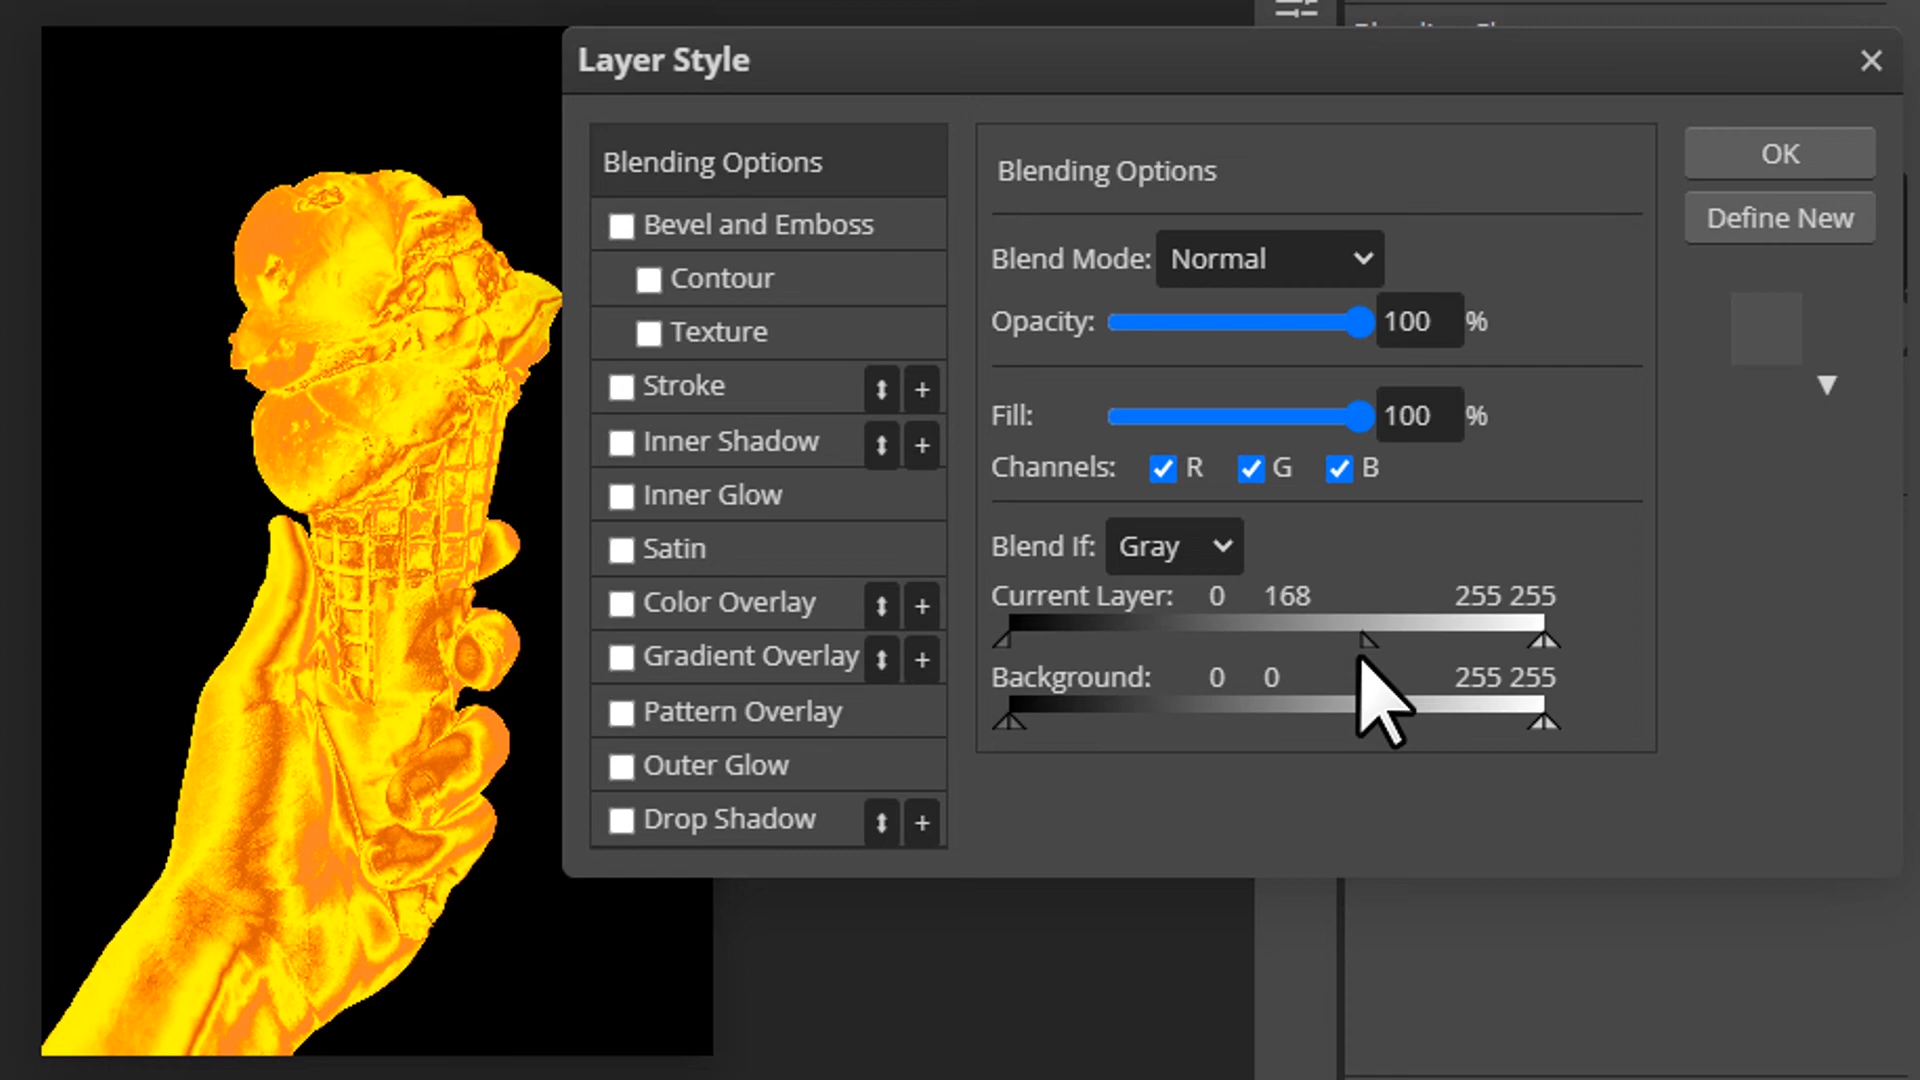 Layer Style
Blending Options
Bevel and Emboss
Contour
Texture
Stroke
Inner Shadow
Inner Glow
Satin
Color Overlay
Gradient Overlay
Pattern Overlay
Outer Glow
Drop Shadow
Blending Options
Blend Mode: Normal
Opacity: 100 %
Fill: 100 %
Channels: R G B
Blend If: Gray
Current Layer: 0 168 255 255
Background: 0 0 255 255
OK
Define New